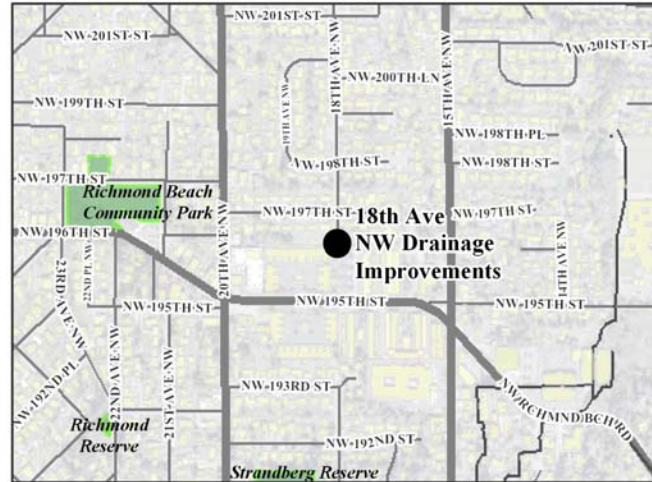 NW 201ST ST
NW 201ST ST
NW 201ST ST
18TH AVE NW
15TH AVE NW
NW 200TH LN
19TH AVE NW
NW 199TH ST
NW 198TH PL
NW 198TH ST
NW 198TH ST
NW 197TH ST
Richmond Beach
Community Park
NW 197TH ST
NW 197TH ST
18th Ave
NW Drainage
Improvements
NW 196TH ST
23RD AVE NW
22ND PL NW
20TH AVE NW
14TH AVE NW
NW 195TH ST
NW 195TH ST
NW 195TH ST
NW 192ND PL
22ND AVE NW
21ST AVE NW
NW 193RD ST
NW RCHMND BCH RD
Richmond
Reserve
NW 192ND ST
Strandberg Reserve